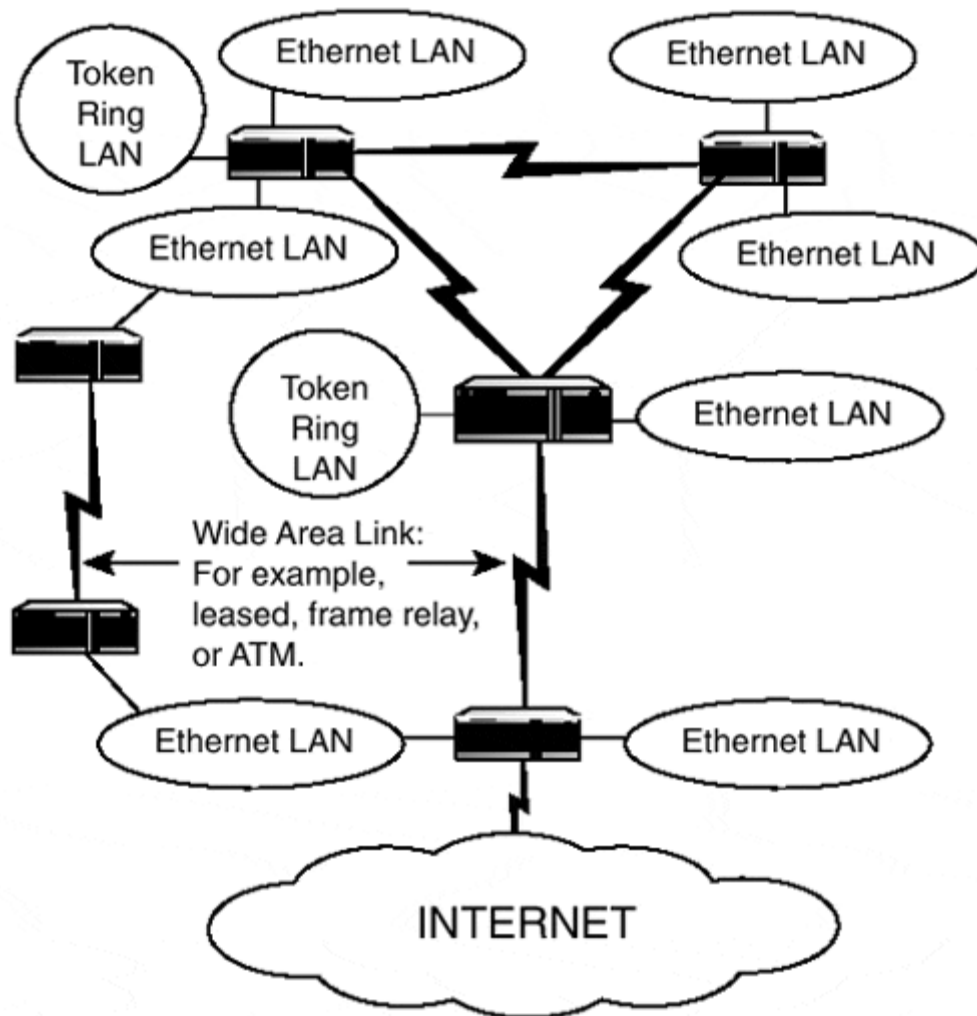 Ethernet LAN
Ethernet LAN
Token
Ring
LAN
Ethernet LAN
Ethernet LAN
Token
Ring
LAN
Ethernet LAN
Wide Area Link:
For example,
leased, frame relay,
or ATM.
Ethernet LAN
Ethernet LAN
INTERNET